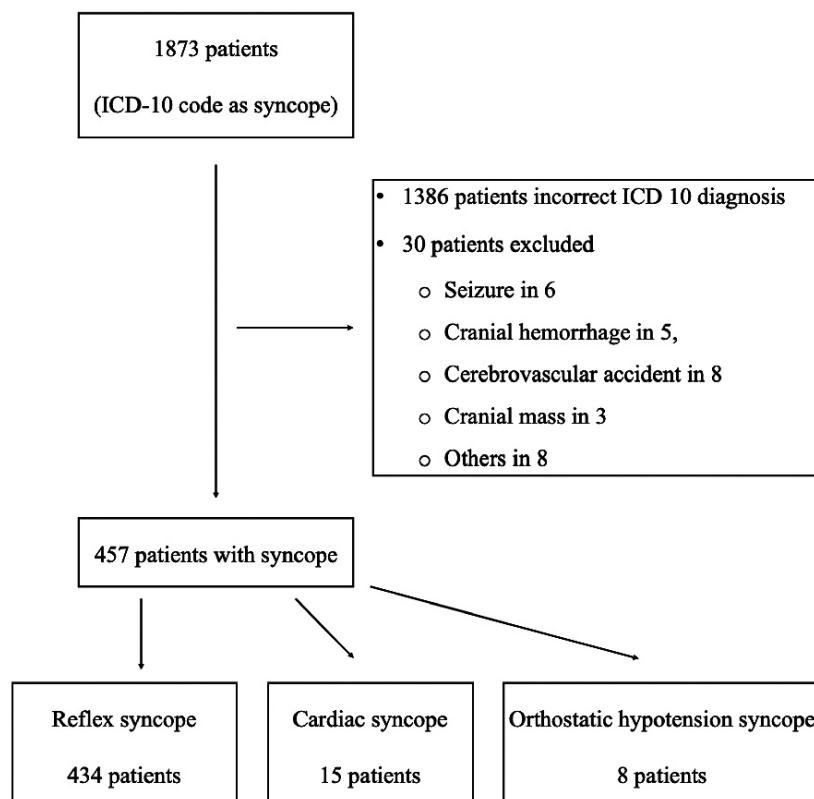 1873 patients
(ICD-10 code as syncope)
• 1386 patients incorrect ICD 10 diagnosis
• 30 patients excluded
o Seizure in 6
o Cranial hemorrhage in 5,
o Cerebrovascular accident in 8
o Cranial mass in 3
o Others in 8
457 patients with syncope
Reflex syncope
434 patients
Cardiac syncope
15 patients
Orthostatic hypotension syncope
8 patients